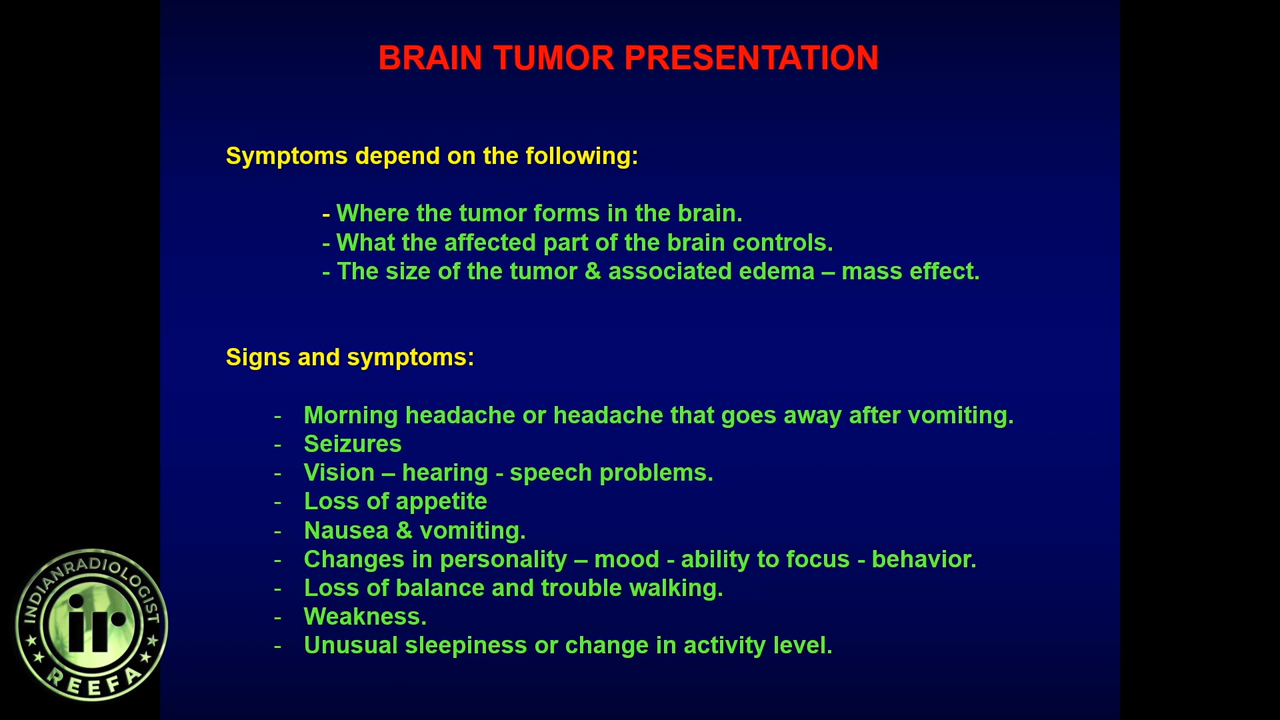 BRAIN TUMOR PRESENTATION
Symptoms depend on the following:
- Where the tumor forms in the brain.
- What the affected part of the brain controls.
- The size of the tumor & associated edema – mass effect.
Signs and symptoms:
- Morning headache or headache that goes away after vomiting.
- Seizures
- Vision – hearing - speech problems.
- Loss of appetite
- Nausea & vomiting.
- Changes in personality – mood - ability to focus - behavior.
- Loss of balance and trouble walking.
- Weakness.
- Unusual sleepiness or change in activity level.
INDIANRADIOLOGIST
ir
REEFA